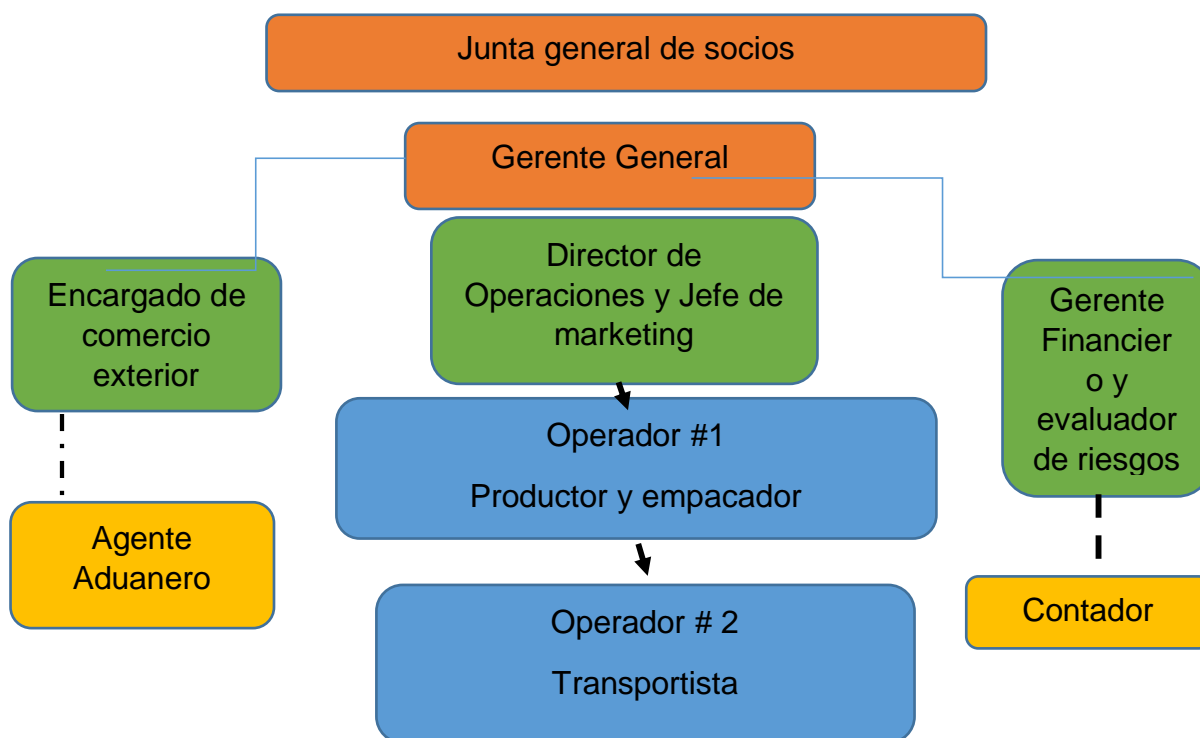 Junta general de socios
Gerente General
Director de
Operaciones y Jefe de
marketing
Encargado de
comercio
exterior
Gerente
Financier
o y
evaluador
de riesgos
Operador #1
Productor y empacador
Agente
Aduanero
Contador
Operador # 2
Transportista